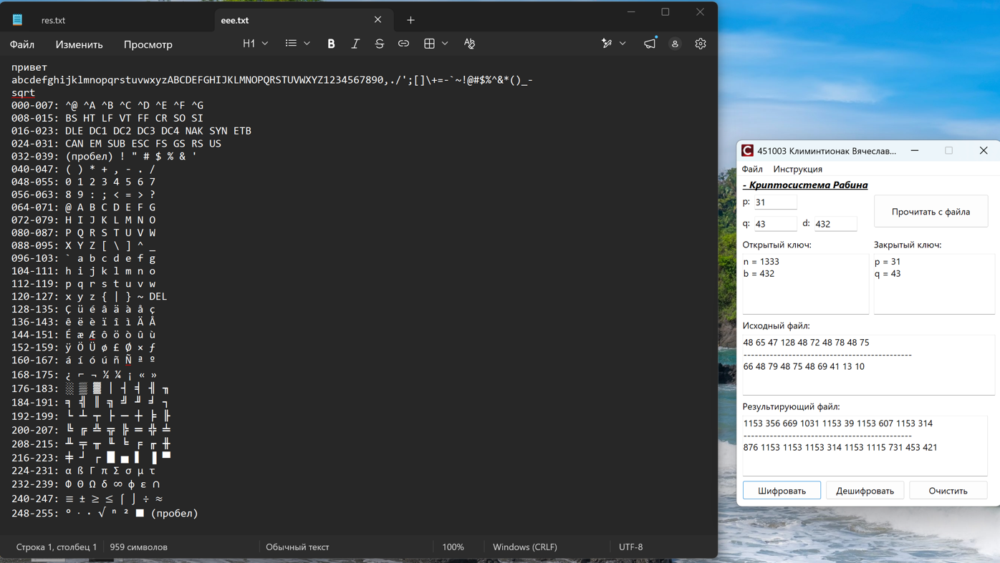 res.txt
eee.txt
Файл Изменить Просмотр H1 B I S
привет
abcdefghijklmnopqrstuvwxyzABCDEFGHIJKLMNOPQRSTUVWXYZ1234567890,./';[]\+=-`~!@#$%^&*()_-
sqrt
000-007: ^@ ^A ^B ^C ^D ^E ^F ^G
008-015: BS HT LF VT FF CR SO SI
016-023: DLE DC1 DC2 DC3 DC4 NAK SYN ETB
024-031: CAN EM SUB ESC FS GS RS US
032-039: (пробел) ! " # $ % & '
040-047: ( ) * + , - . /
048-055: 0 1 2 3 4 5 6 7
056-063: 8 9 : ; < = > ?
064-071: @ A B C D E F G
072-079: H I J K L M N O
080-087: P Q R S T U V W
088-095: X Y Z [ \ ] ^ _
096-103: ` a b c d e f g
104-111: h i j k l m n o
112-119: p q r s t u v w
120-127: x y z { | } ~ DEL
128-135: Ç ü é â ä à å ç
136-143: ê ë è ï î ì Ä Å
144-151: É æ Æ ô ö ò û ù
152-159: ÿ Ö Ü ø £ Ø × ƒ
160-167: á í ó ú ñ Ñ ª º
168-175: ¿ ⌐ ¬ ½ ¼ ¡ « »
176-183: ░ ▒ ▓ │ ┤ ╡ ╢ ╖
184-191: ╕ ╣ ║ ╗ ╝ ╜ ╛ ┐
192-199: └ ┴ ┬ ├ ─ ┼ ╞ ╟
200-207: ╚ ╔ ╩ ╦ ╠ ═ ╬ ╧
208-215: ╨ ╤ ╥ ╙ ╘ ╒ ╓ ╫
216-223: ╪ ┘ ┌ █ ▄ ▌ ▐ ▀
224-231: α ß Γ π Σ σ µ τ
232-239: Φ Θ Ω δ ∞ φ ε ∩
240-247: ≡ ± ≥ ≤ ⌠ ⌡ ÷ ≈
248-255: ° ∙ · √ ⁿ ² ■ (пробел)
Строка 1, столбец 1 959 символов Обычный текст 100% Windows (CRLF) UTF-8
451003 Климинтионак Вячеслав...
Файл Инструкция
- Криптосистема Рабина
p: 31
Прочитать с файла
q: 43 d: 432
Открытый ключ: Закрытый ключ:
n = 1333 p = 31
b = 432 q = 43
Исходный файл:
48 65 47 128 48 72 48 78 48 75
---------------------------------------------
66 48 79 48 75 48 69 41 13 10
Результирующий файл:
1153 356 669 1031 1153 39 1153 607 1153 314
---------------------------------------------
876 1153 1153 1153 314 1153 1115 731 453 421
Шифровать Дешифровать Очистить